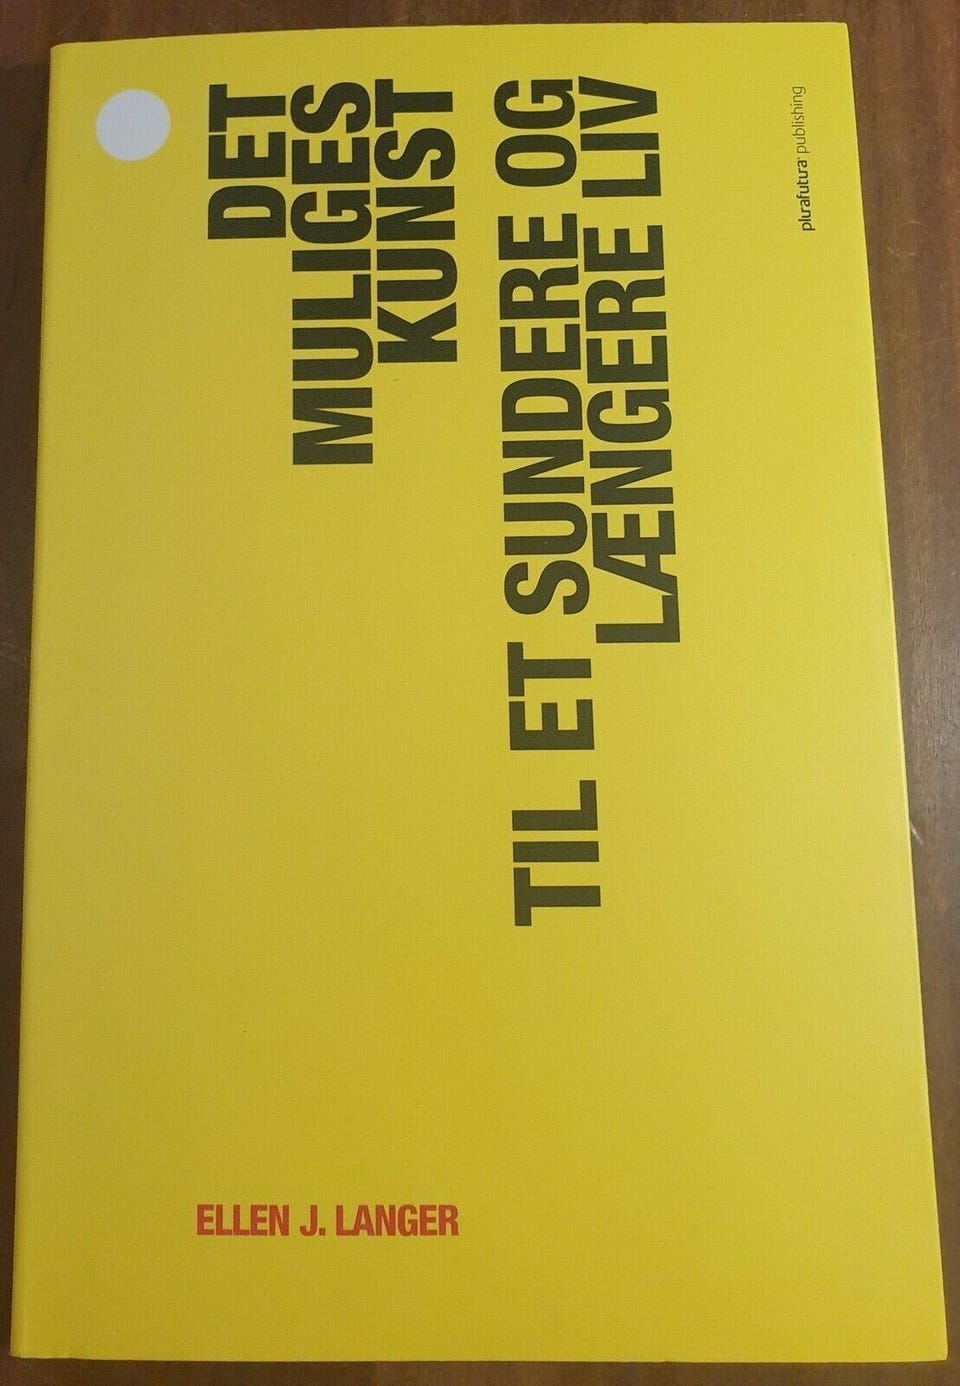 DET
MULIGES
KUNST
TIL ET SUNDERE OG
LÆNGERE LIV
plurafutura publishing
ELLEN J. LANGER